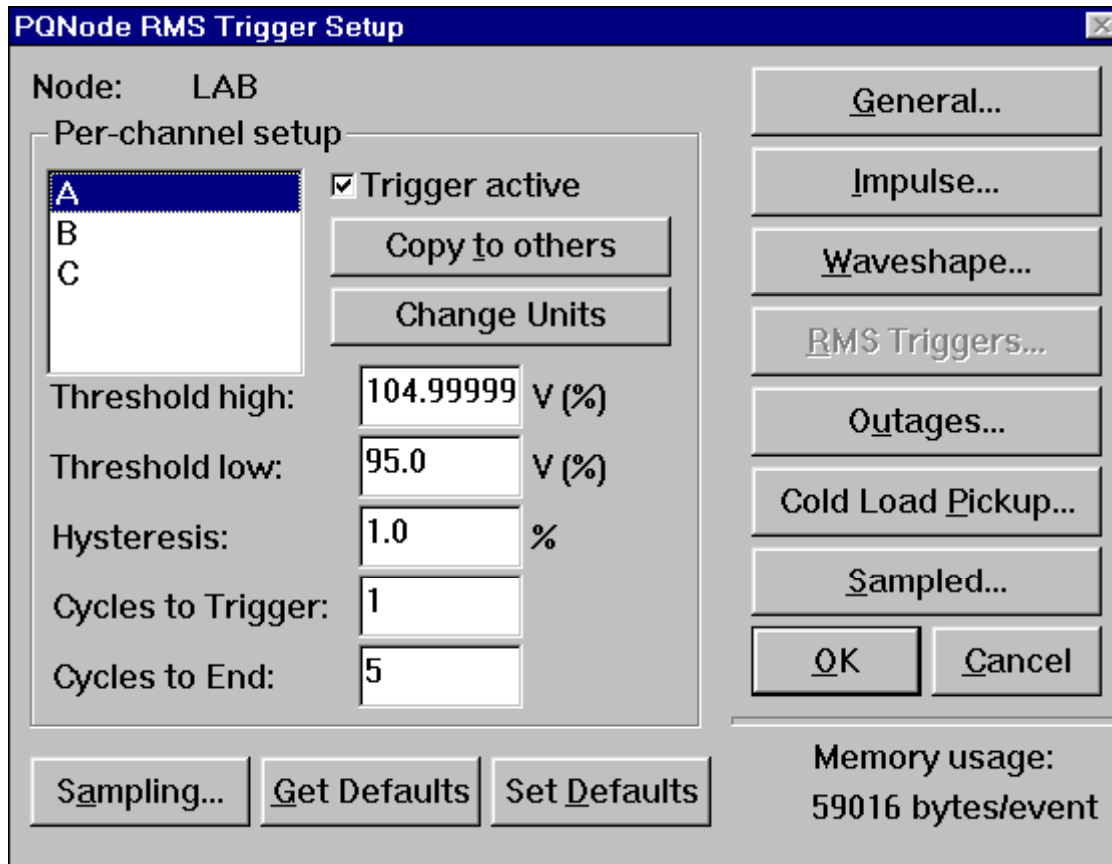 PQNode RMS Trigger Setup
Node: LAB
Per-channel setup
A
B
C
Trigger active
Copy to others
Change Units
Threshold high: 104.99999 V (%)
Threshold low: 95.0 V (%)
Hysteresis: 1.0 %
Cycles to Trigger: 1
Cycles to End: 5
Sampling...
Get Defaults
Set Defaults
General...
Impulse...
Waveshape...
RMS Triggers...
Outages...
Cold Load Pickup...
Sampled...
OK
Cancel
Memory usage:
59016 bytes/event